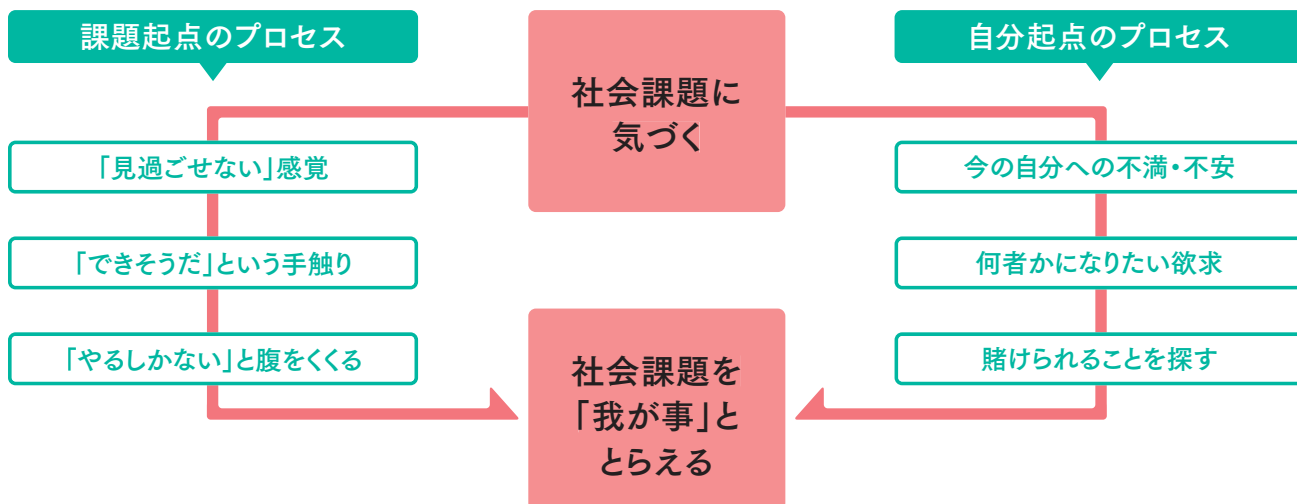 課題起点のプロセス
「見過ごせない」感覚
「できそうだ」という手触り
「やるしかない」と腹をくくる
社会課題に
気づく
社会課題を
「我が事」と
とらえる
自分起点のプロセス
今の自分への不満・不安
何者かになりたい欲求
賭けられることを探す